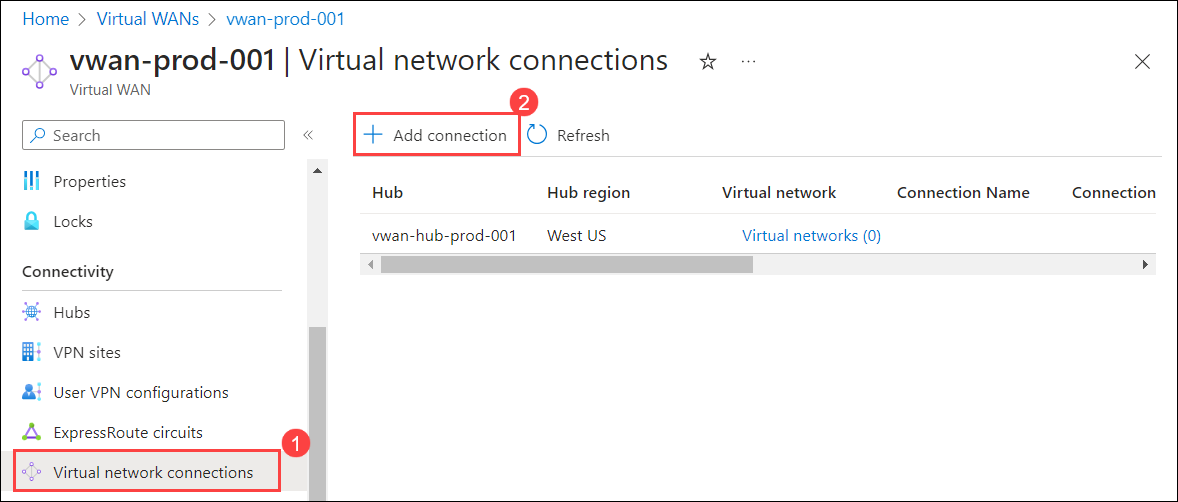 Home > Virtual WANs > vwan-prod-001
vwan-prod-001 | Virtual network connections
Virtual WAN
Search
Properties
Locks
Connectivity
Hubs
VPN sites
User VPN configurations
ExpressRoute circuits
1
Virtual network connections
2
Add connection Refresh
Hub Hub region Virtual network Connection Name Connection
vwan-hub-prod-001 West US Virtual networks (0)